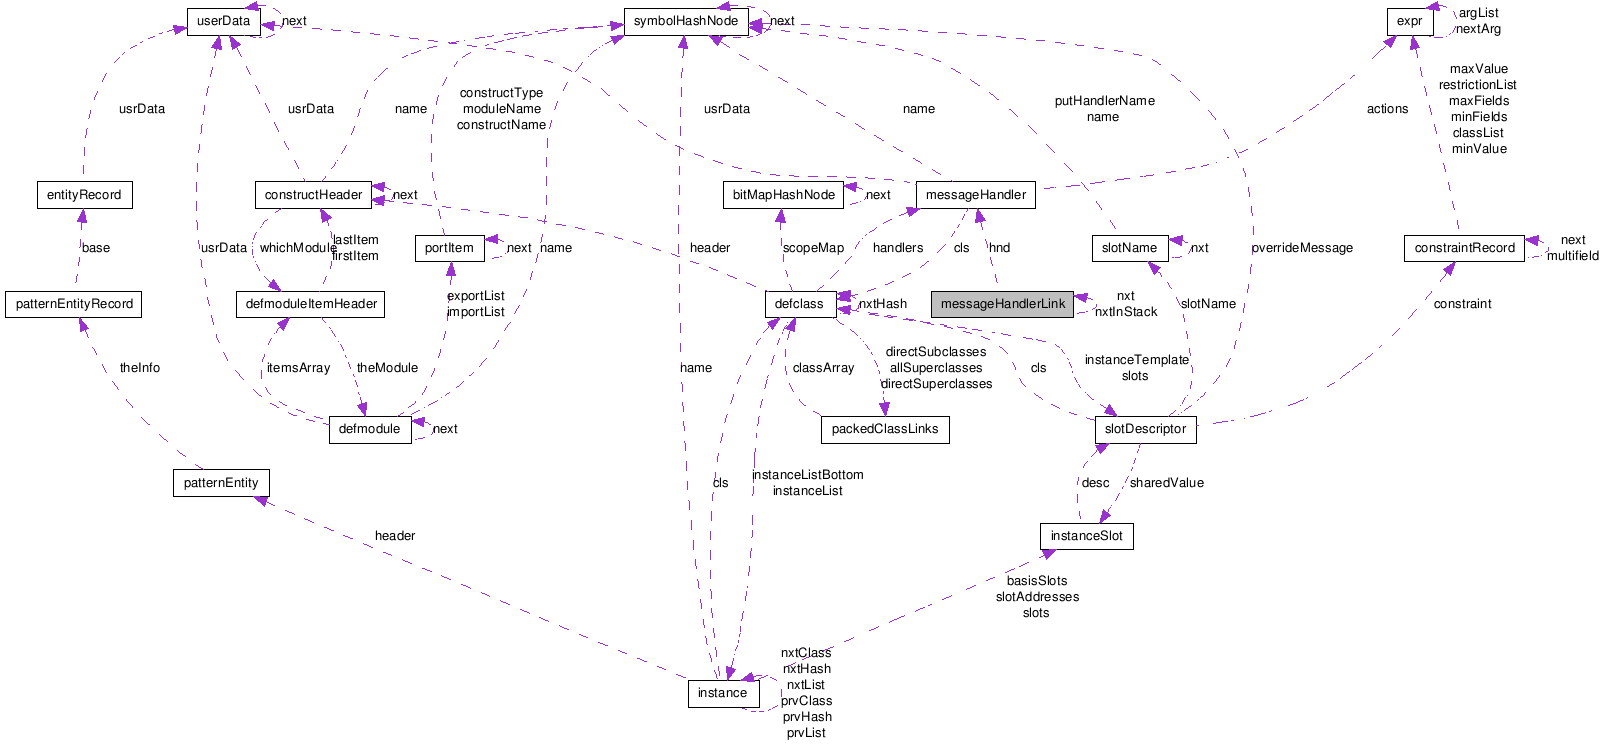 userData
next
symbolHashNode
next
expr
argList
nextArg
maxValue
restrictionList
maxFields
minFields
classList
minValue
constructType
moduleName
constructName
putHandlerName
name
usrData
usrData
name
usrData
name
actions
entityRecord
constructHeader
next
bitMapHashNode
next
messageHandler
base
usrData
whichModule
lastItem
firstItem
portItem
next
name
header
scopeMap
handlers
cls
hnd
slotName
nxt
overrideMessage
constraintRecord
next
multifield
patternEntityRecord
defmoduleItemHeader
exportList
importList
defclass
nxtHash
messageHandlerLink
nxt
nxtInStack
slotName
constraint
theInfo
itemsArray
theModule
name
cls
classArray
directSubclasses
allSuperclasses
directSuperclasses
cls
instanceTemplate
slots
defmodule
next
packedClassLinks
slotDescriptor
patternEntity
instanceListBottom
instanceList
desc
sharedValue
header
instanceSlot
basisSlots
slotAddresses
slots
instance
nxtClass
nxtHash
nxtList
prvClass
prvHash
prvList